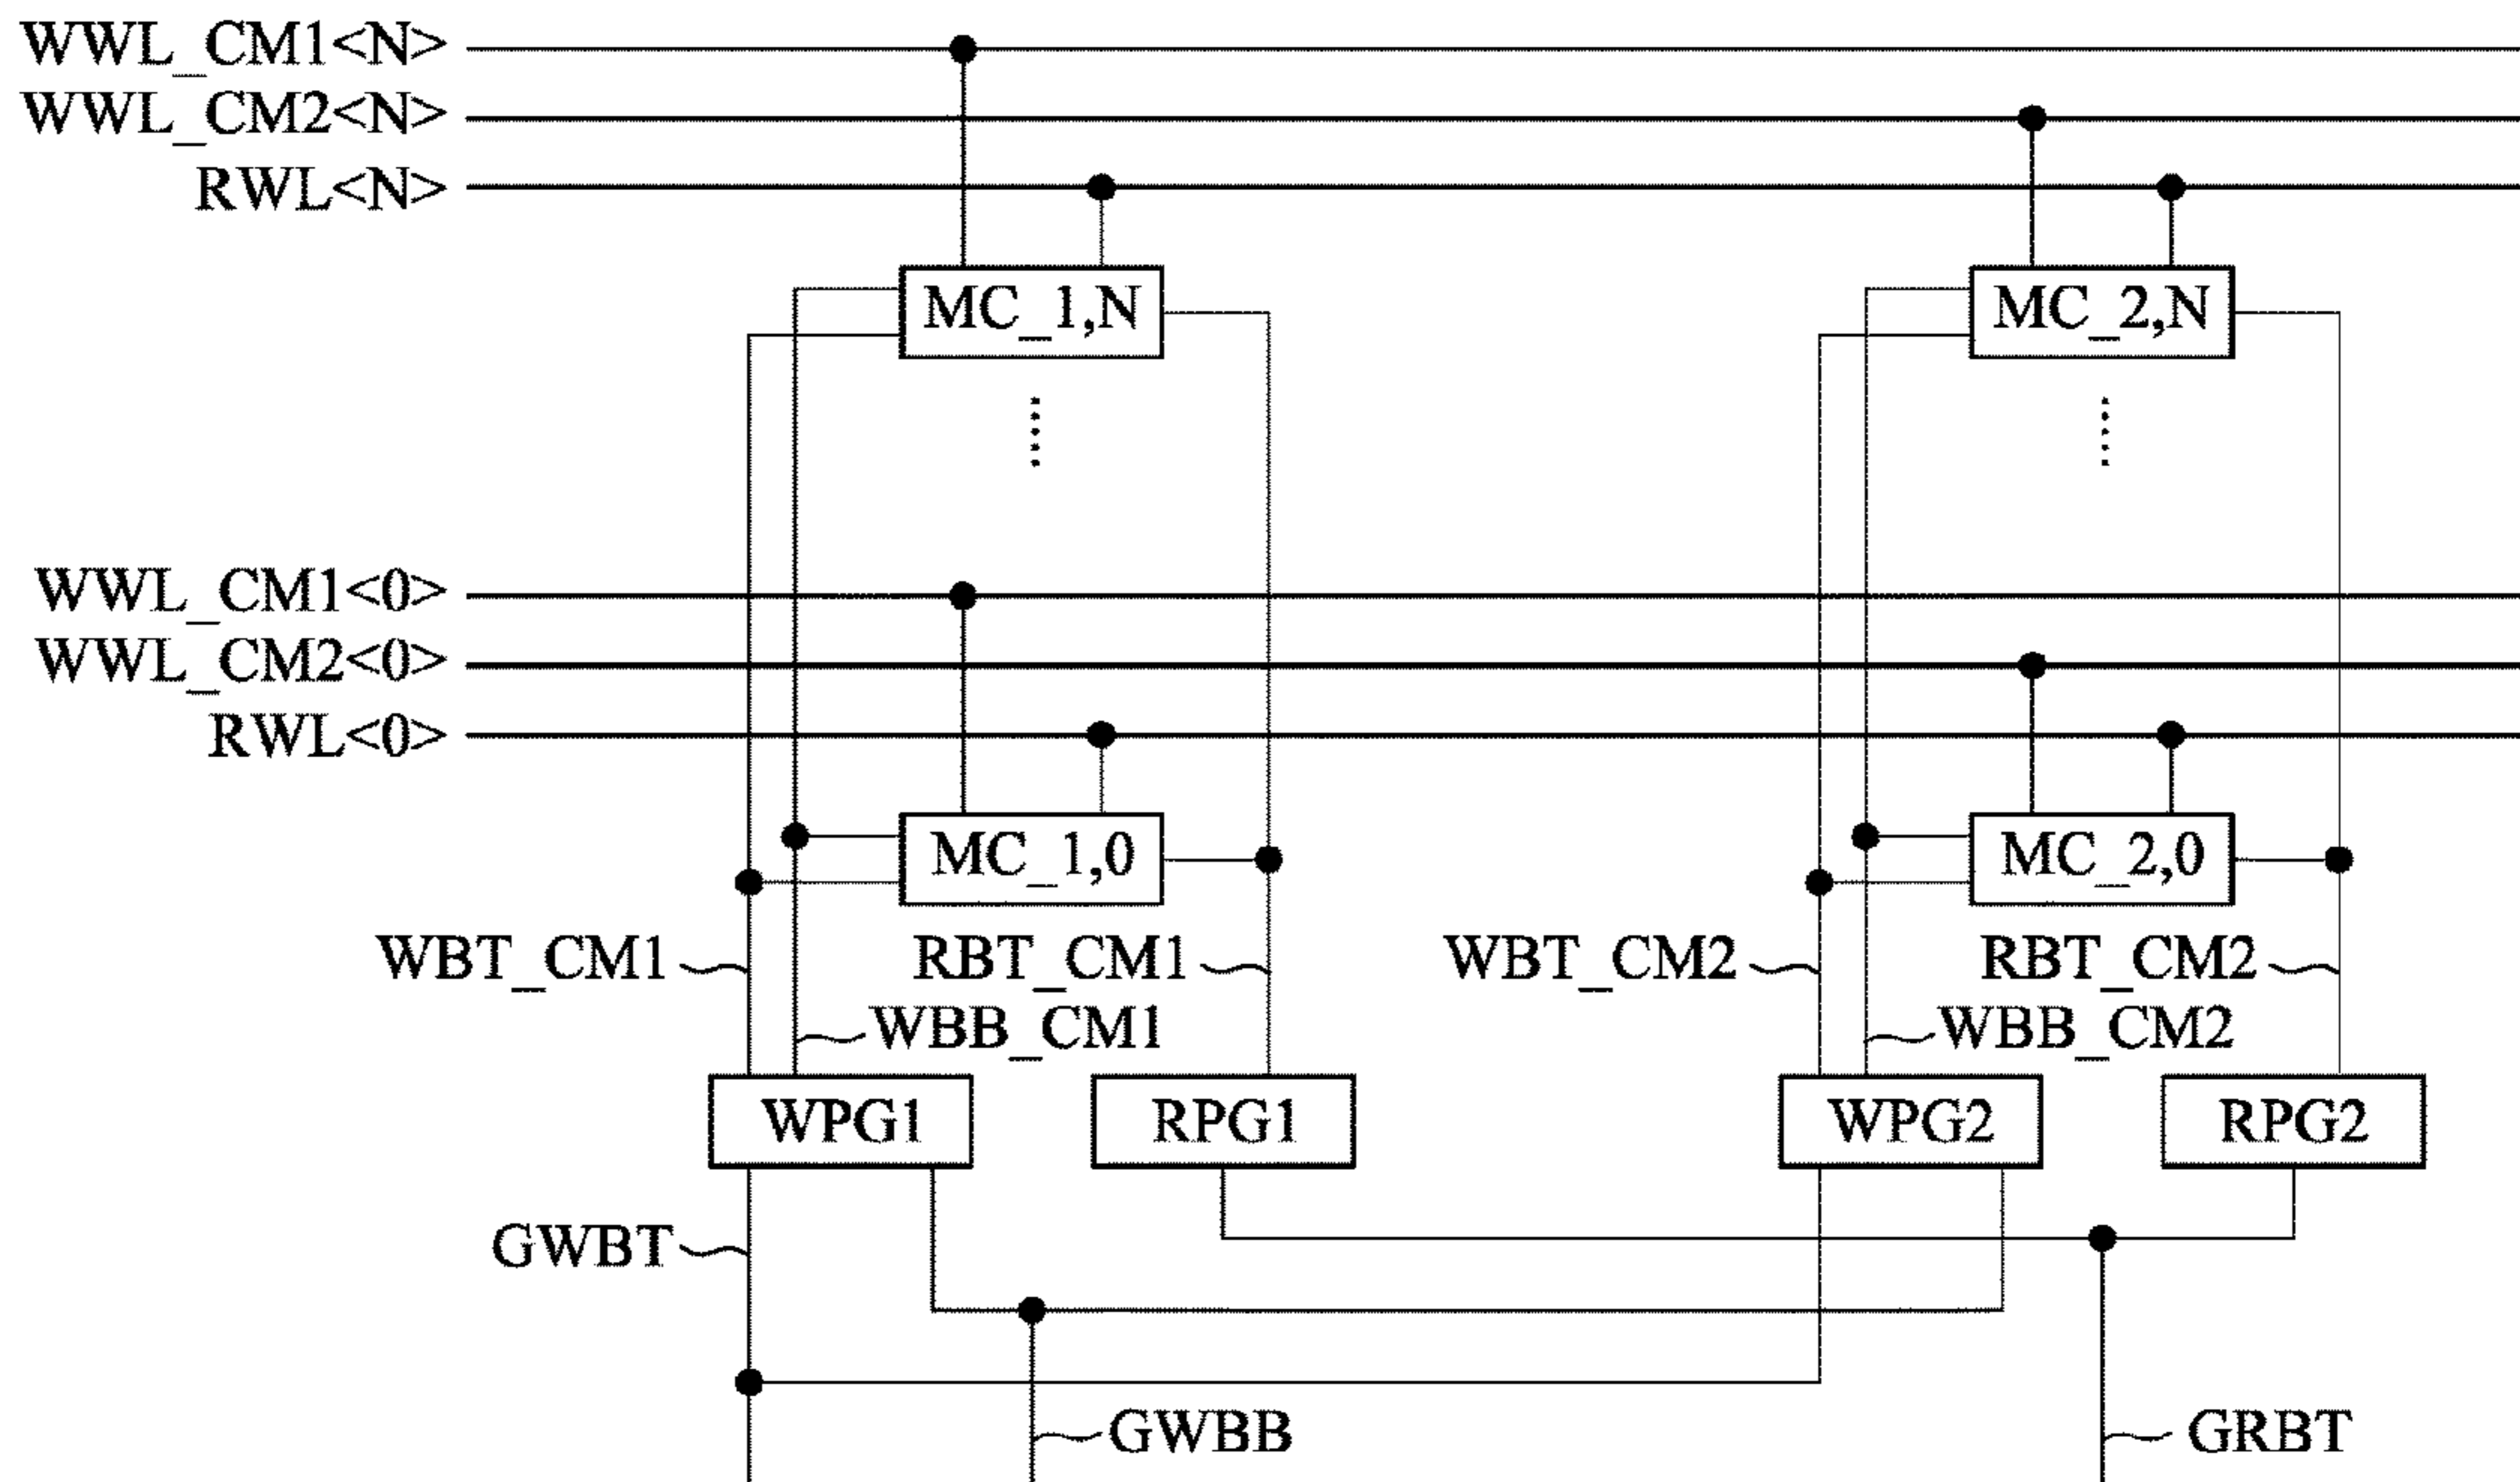 WWL_CM1<N>
WWL_CM2<N>
RWL<N>
MC_1,N
MC_2,N
WWL_CM1<0>
WWL_CM2<0>
RWL<0>
MC_1,0
MC_2,0
WBT_CM1
RBT_CM1
WBT_CM2
RBT_CM2
WBB_CM1
WBB_CM2
WPG1
RPG1
WPG2
RPG2
GWBT
GWBB
GRBT